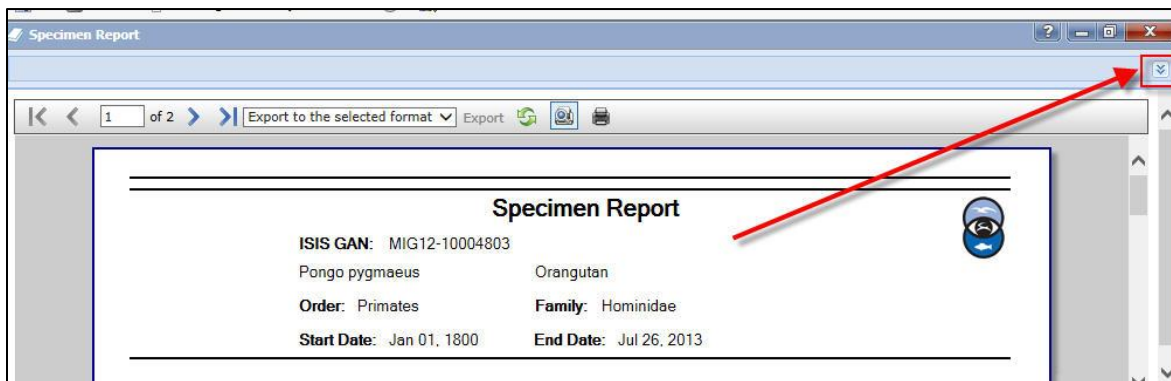 Specimen Report
1 of 2 Export to the selected format Export
Specimen Report
ISIS GAN: MIG12-10004803
Pongo pygmaeus Orangutan
Order: Primates Family: Hominidae
Start Date: Jan 01, 1800 End Date: Jul 26, 2013